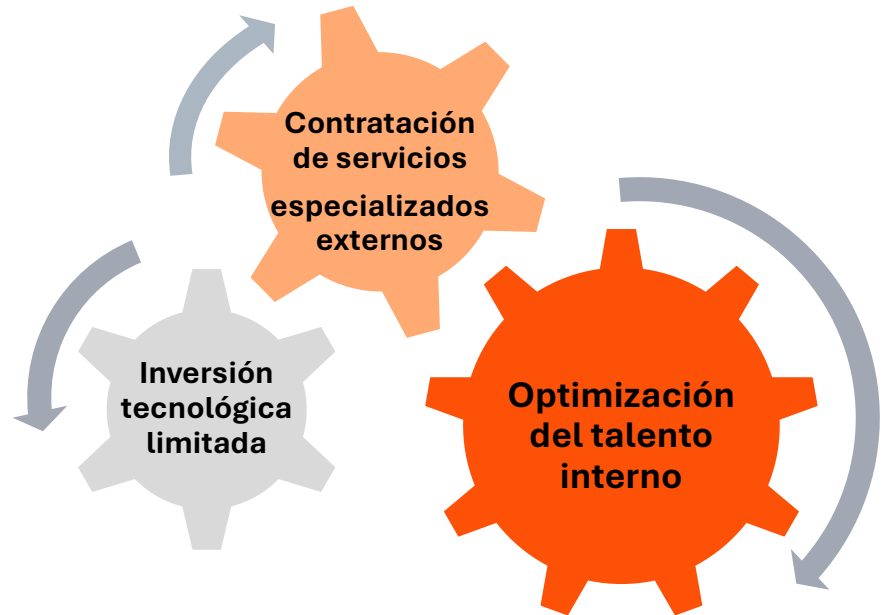 Contratación
de servicios
especializados
externos
Inversión
tecnológica
limitada
Optimización
del talento
interno